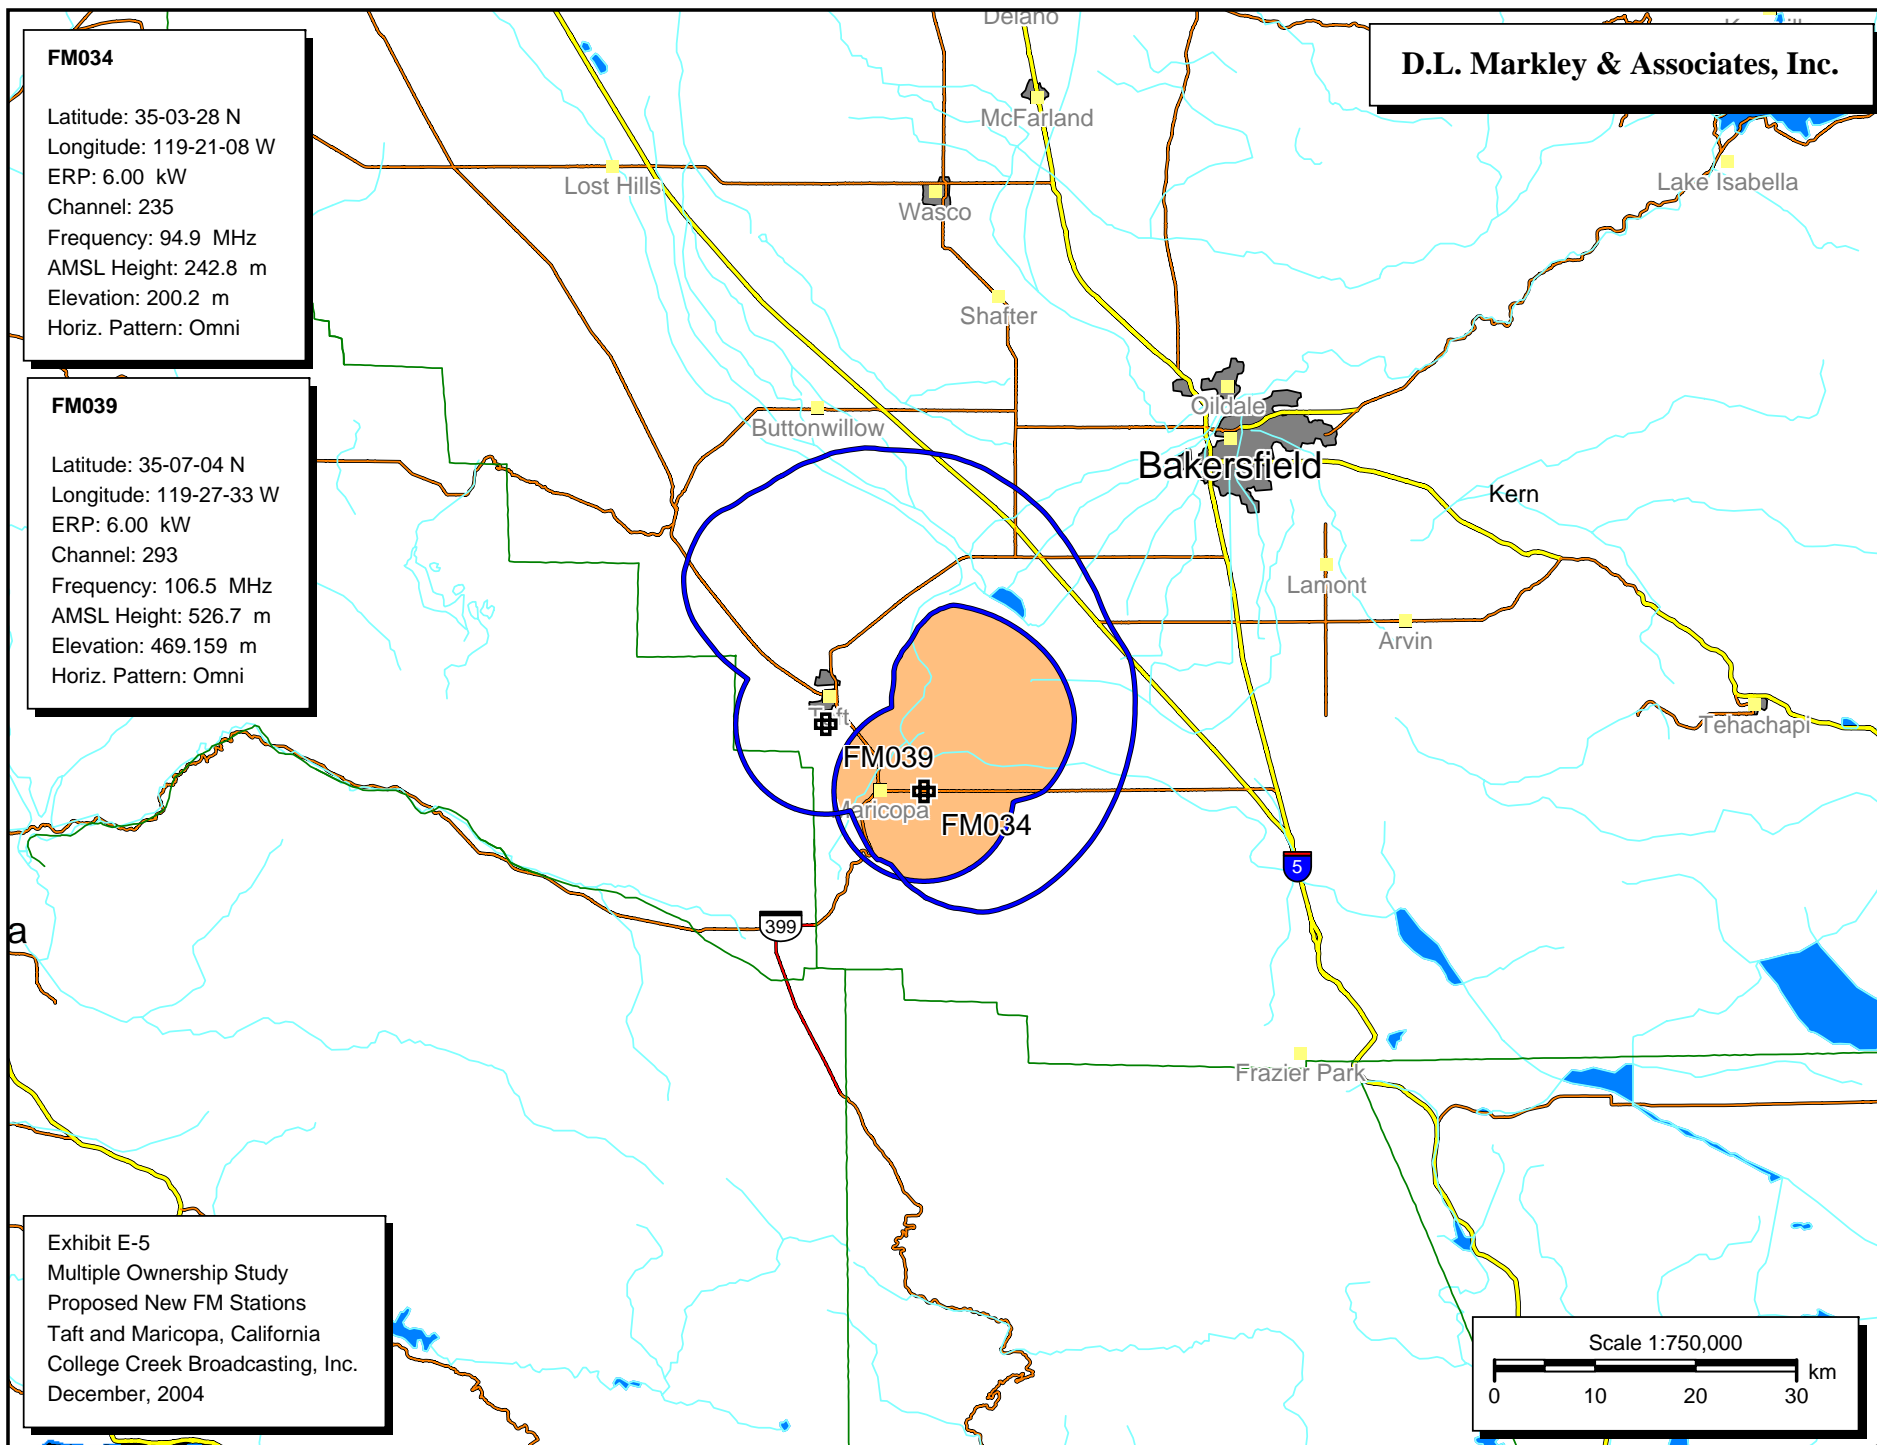 FM034
Latitude: 35-03-28 N
Longitude: 119-21-08 W
ERP: 6.00 kW
Channel: 235
Frequency: 94.9 MHz
AMSL Height: 242.8 m
Elevation: 200.2 m
Horiz. Pattern: Omni
FM039
Latitude: 35-07-04 N
Longitude: 119-27-33 W
ERP: 6.00 kW
Channel: 293
Frequency: 106.5 MHz
AMSL Height: 526.7 m
Elevation: 469.159 m
Horiz. Pattern: Omni
D.L. Markley & Associates, Inc.
Delano
McFarland
Lost Hills
Wasco
Lake Isabella
Shafter
Oildale
Buttonwillow
Bakersfield
Kern
Lamont
Arvin
Taft
Tehachapi
FM039
Maricopa
FM034
5
399
a
Frazier Park
Exhibit E-5
Multiple Ownership Study
Proposed New FM Stations
Taft and Maricopa, California
College Creek Broadcasting, Inc.
December, 2004
Scale 1:750,000
km
0 10 20 30